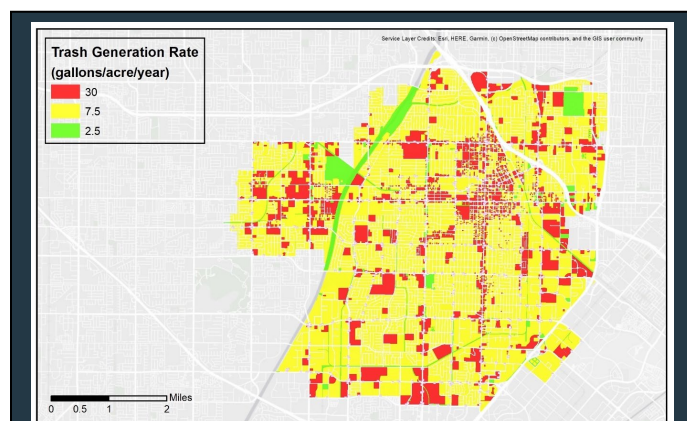 Service Layer Credits: Esri, HERE, Garmin, (c) OpenStreetMap contributors, and the GIS user community
Trash Generation Rate
(gallons/acre/year)
30
7.5
2.5
Miles
0 0.5 1 2